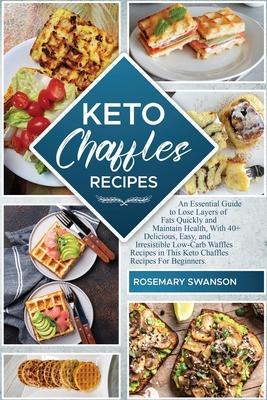 KETO
Chaffles
RECIPES
An Essential Guide
to Lose Layers of
Fats Quickly and
Maintain Health, With 40+
Delicious, Easy, and
Irresistible Low-Carb Waffles
Recipes in This Keto Chaffles
Recipes For Beginners.
ROSEMARY SWANSON